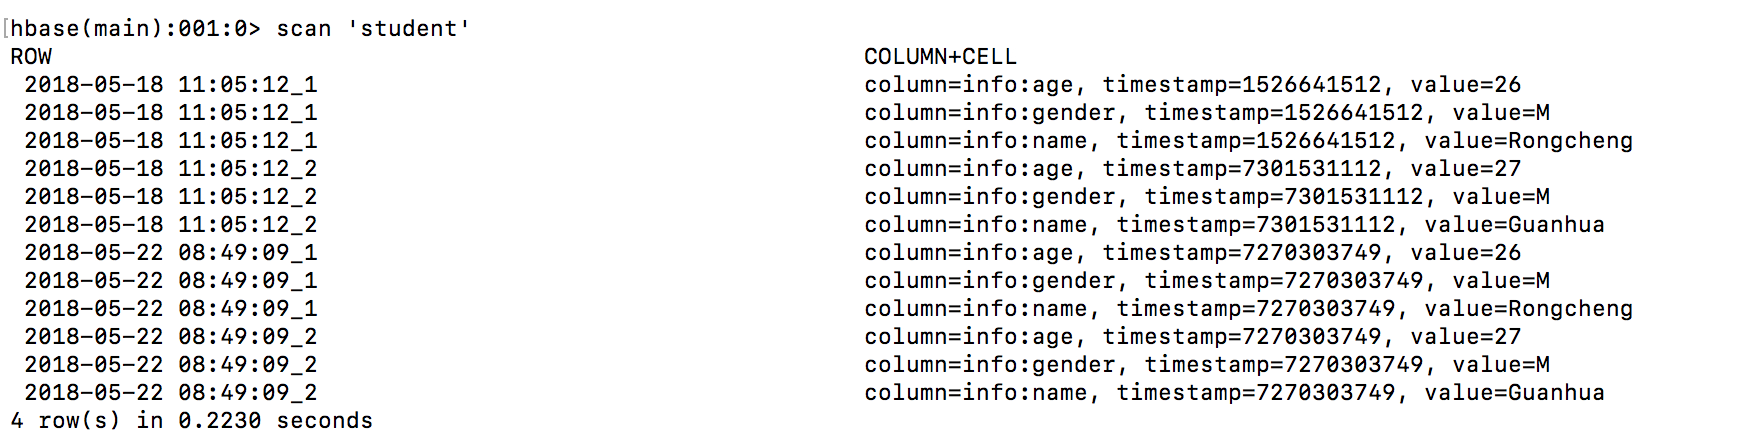 [hbase(main):001:0> scan 'student'
ROW COLUMN+CELL
2018-05-18 11:05:12_1 column=info:age, timestamp=1526641512, value=26
2018-05-18 11:05:12_1 column=info:gender, timestamp=1526641512, value=M
2018-05-18 11:05:12_1 column=info:name, timestamp=1526641512, value=Rongcheng
2018-05-18 11:05:12_2 column=info:age, timestamp=7301531112, value=27
2018-05-18 11:05:12_2 column=info:gender, timestamp=7301531112, value=M
2018-05-18 11:05:12_2 column=info:name, timestamp=7301531112, value=Guanhua
2018-05-22 08:49:09_1 column=info:age, timestamp=7270303749, value=26
2018-05-22 08:49:09_1 column=info:gender, timestamp=7270303749, value=M
2018-05-22 08:49:09_1 column=info:name, timestamp=7270303749, value=Rongcheng
2018-05-22 08:49:09_2 column=info:age, timestamp=7270303749, value=27
2018-05-22 08:49:09_2 column=info:gender, timestamp=7270303749, value=M
2018-05-22 08:49:09_2 column=info:name, timestamp=7270303749, value=Guanhua
4 row(s) in 0.2230 seconds